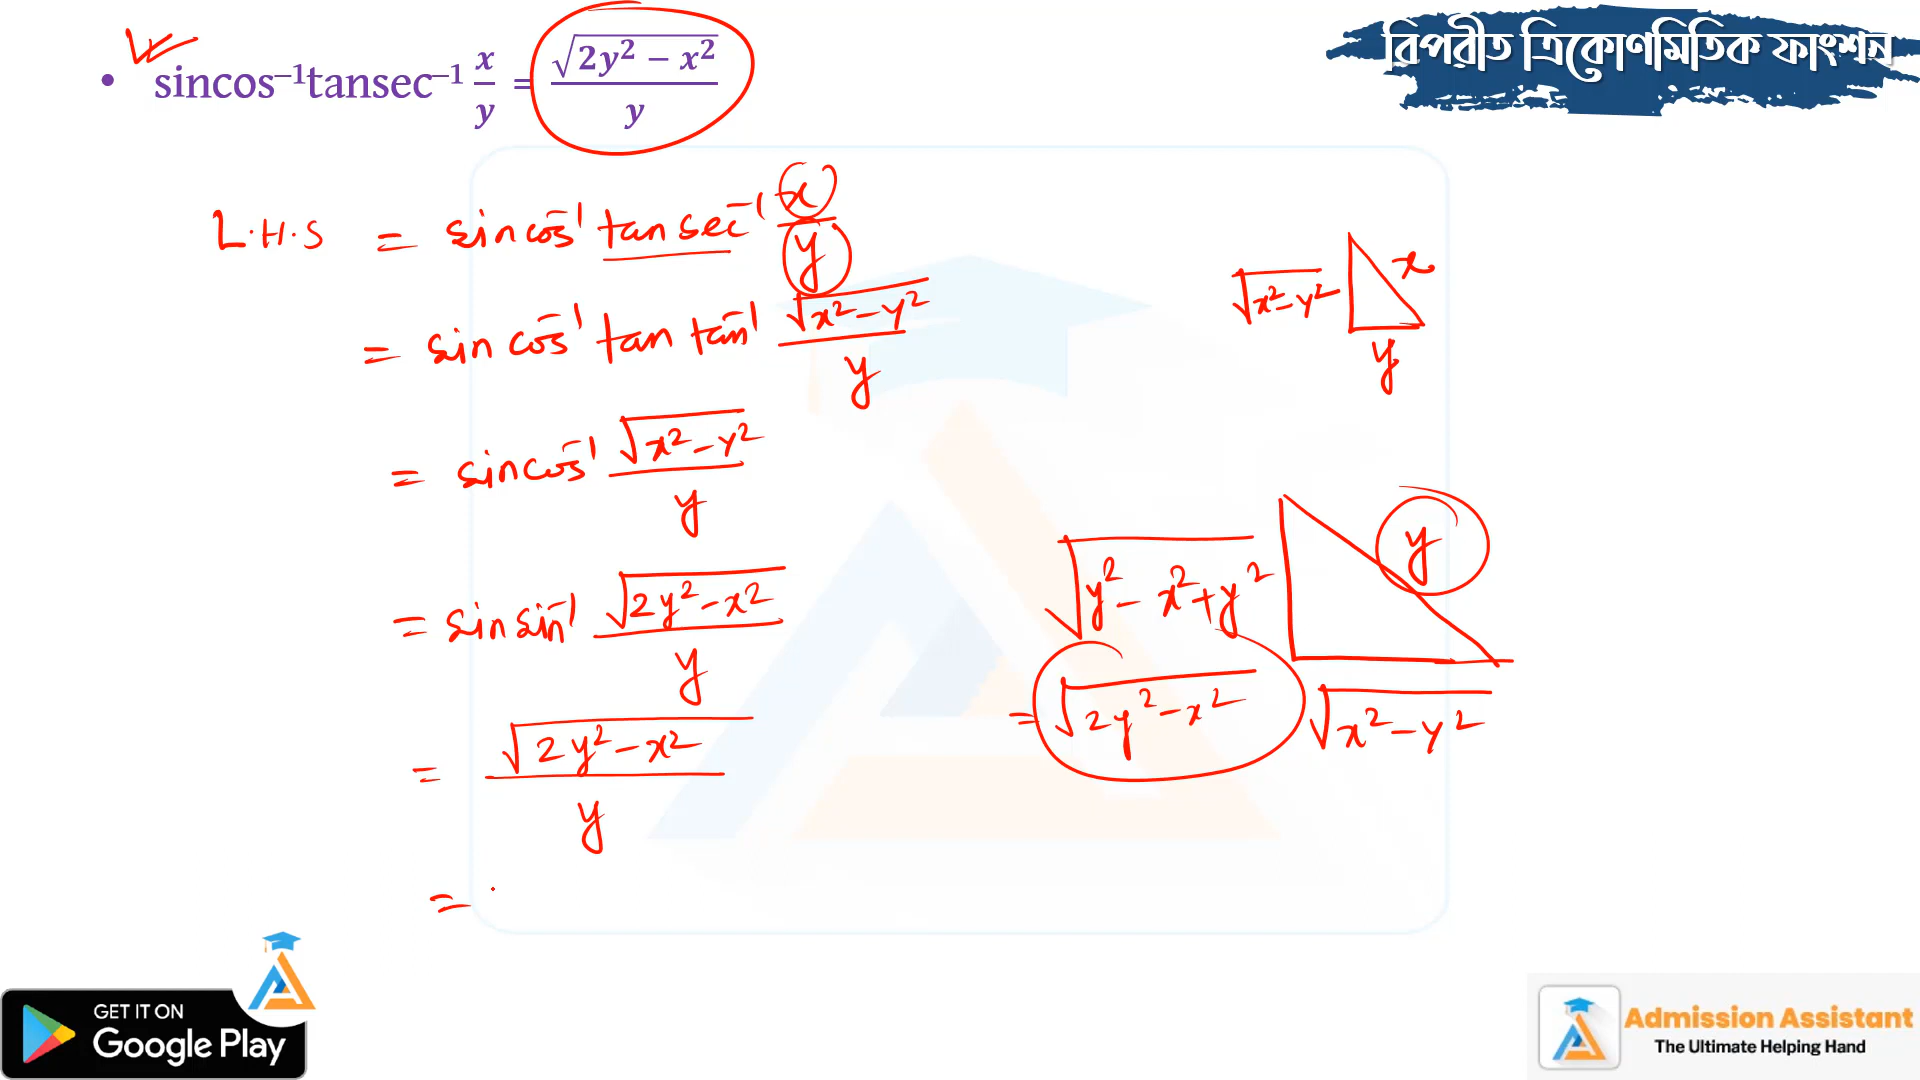 • sincos⁻¹tansec⁻¹ x/y = √(2y² − x²)/y
বিপরীত ত্রিকোণমিতিক ফাংশন
L.H.S = sin cos⁻¹ tan sec⁻¹ x/y
= sin cos⁻¹ tan tan⁻¹ √(x² − y²)/y
= sin cos⁻¹ √(x² − y²)/y
= sin sin⁻¹ √(2y² − x²)/y
= √(2y² − x²)/y
=
√(x² − y²)
x
y
y
√(y² − x² + y²)
= √(2y² − x²)
√(x² − y²)
GET IT ON
Google Play
Admission Assistant
The Ultimate Helping Hand